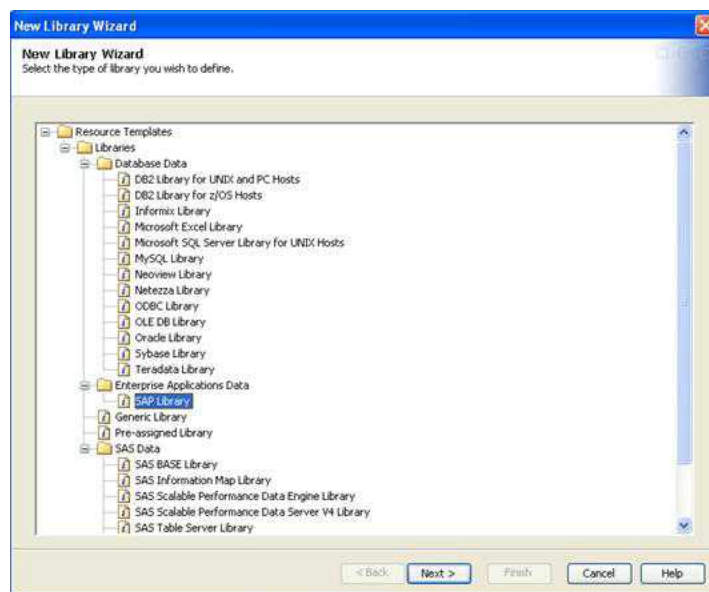 New Library Wizard
New Library Wizard
Select the type of library you wish to define.
Resource Templates
Libraries
Database Data
DB2 Library for UNIX and PC Hosts
DB2 Library for z/OS Hosts
Informix Library
Microsoft Excel Library
Microsoft SQL Server Library for UNIX Hosts
MySQL Library
Neoview Library
Netezza Library
ODBC Library
OLE DB Library
Oracle Library
Sybase Library
Teradata Library
Enterprise Applications Data
SAP Library
Generic Library
Pre-assigned Library
SAS Data
SAS BASE Library
SAS Information Map Library
SAS Scalable Performance Data Engine Library
SAS Scalable Performance Data Server V4 Library
SAS Table Server Library
< Back Next > Finish Cancel Help